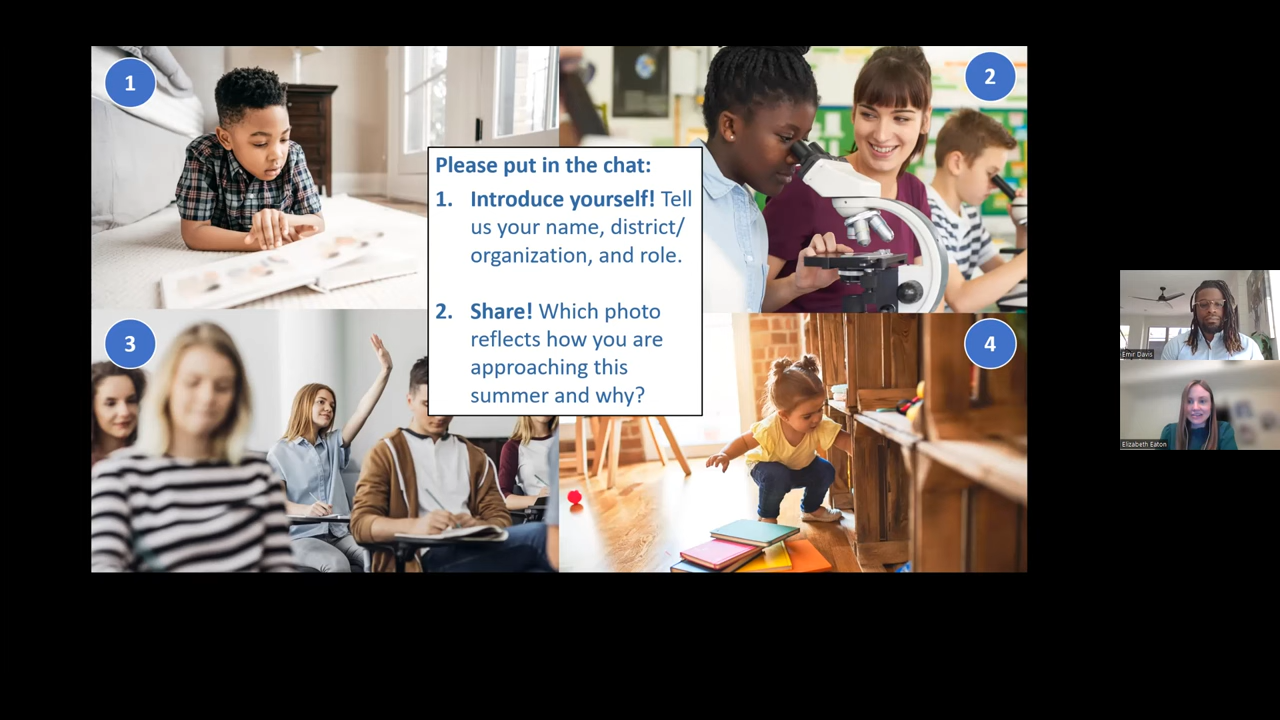 1
2
Please put in the chat:
1. Introduce yourself! Tell
us your name, district/
organization, and role.
2. Share! Which photo
reflects how you are
approaching this
summer and why?
3
4
Emir Davis
Elizabeth Eaton